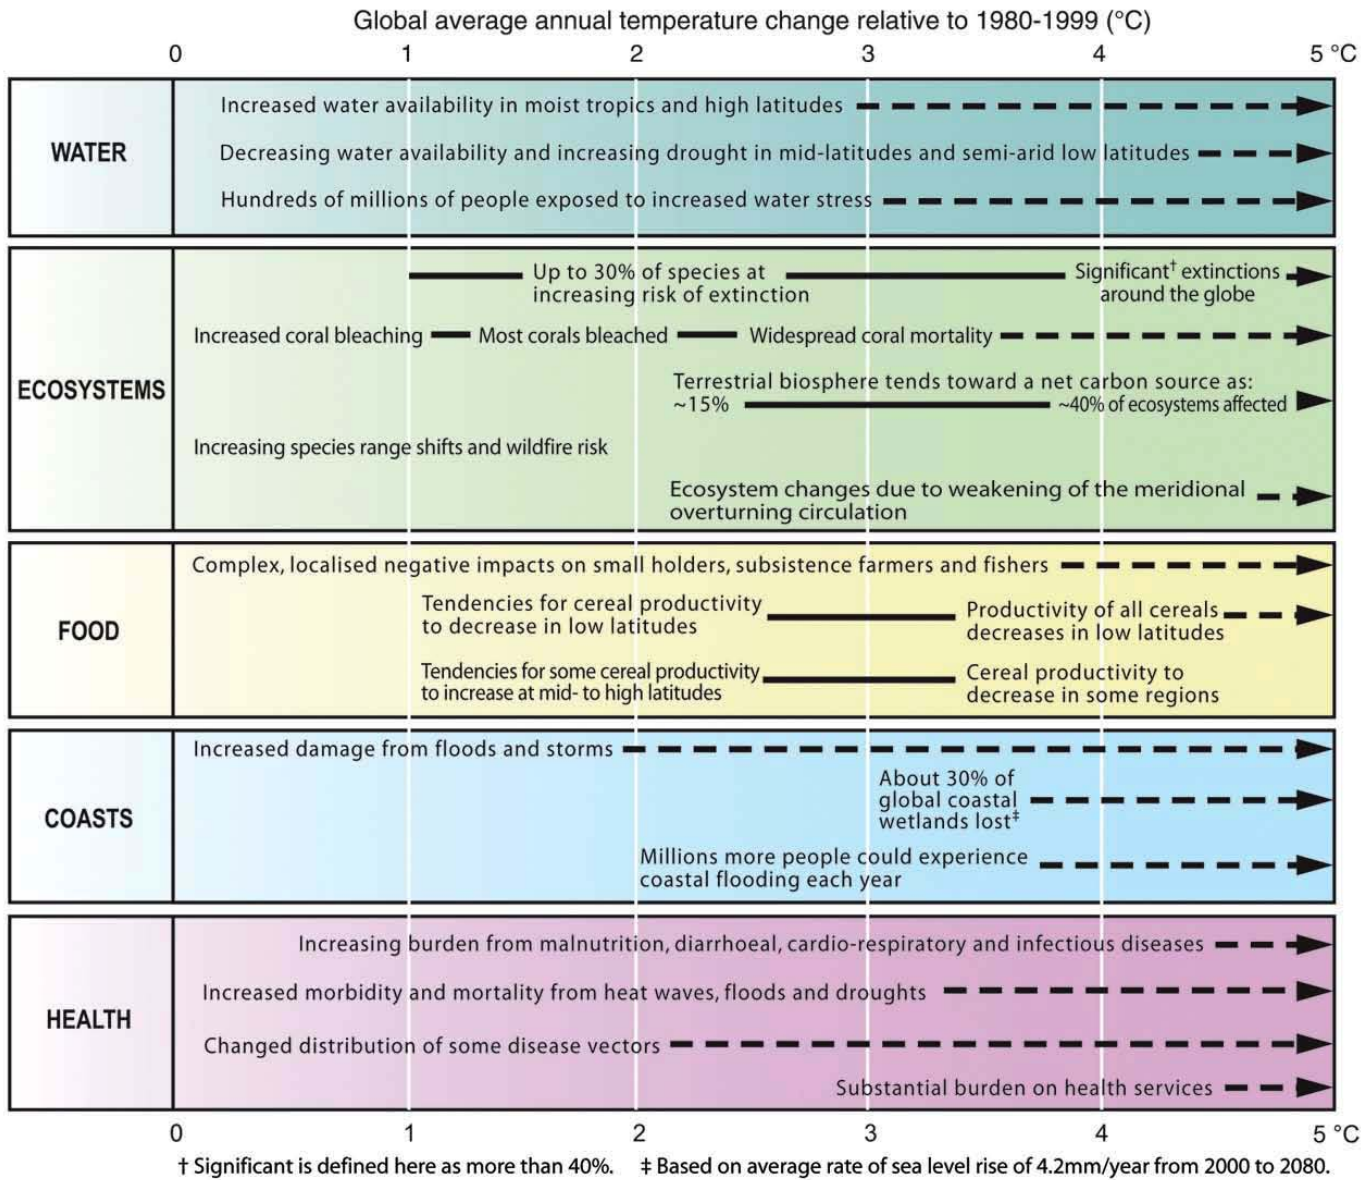 Global average annual temperature change relative to 1980-1999 (°C)
0 1 2 3 4 5 °C
WATER
Increased water availability in moist tropics and high latitudes
Decreasing water availability and increasing drought in mid-latitudes and semi-arid low latitudes
Hundreds of millions of people exposed to increased water stress
ECOSYSTEMS
Up to 30% of species at
increasing risk of extinction
Significant† extinctions
around the globe
Increased coral bleaching Most corals bleached Widespread coral mortality
Terrestrial biosphere tends toward a net carbon source as:
~15% ~40% of ecosystems affected
Increasing species range shifts and wildfire risk
Ecosystem changes due to weakening of the meridional
overturning circulation
FOOD
Complex, localised negative impacts on small holders, subsistence farmers and fishers
Tendencies for cereal productivity
to decrease in low latitudes
Productivity of all cereals
decreases in low latitudes
Tendencies for some cereal productivity
to increase at mid- to high latitudes
Cereal productivity to
decrease in some regions
COASTS
Increased damage from floods and storms
About 30% of
global coastal
wetlands lost‡
Millions more people could experience
coastal flooding each year
HEALTH
Increasing burden from malnutrition, diarrhoeal, cardio-respiratory and infectious diseases
Increased morbidity and mortality from heat waves, floods and droughts
Changed distribution of some disease vectors
Substantial burden on health services
0 1 2 3 4 5 °C
† Significant is defined here as more than 40%. ‡ Based on average rate of sea level rise of 4.2mm/year from 2000 to 2080.